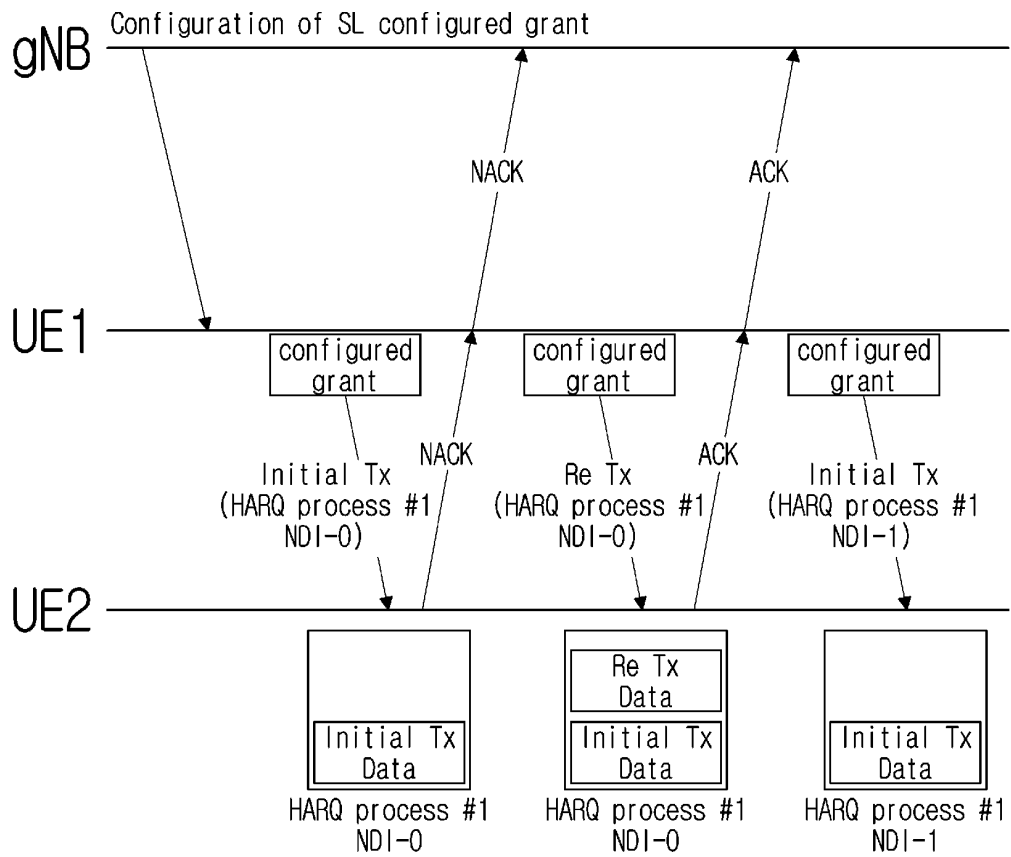 Configuration of SL configured grant
gNB
NACK
ACK
UE1
configured
grant
configured
grant
configured
grant
NACK
ACK
Initial Tx
(HARQ process #1
NDI-0)
Re Tx
(HARQ process #1
NDI-0)
Initial Tx
(HARQ process #1
NDI-1)
UE2
Initial Tx
Data
HARQ process #1
NDI-0
Re Tx
Data
Initial Tx
Data
HARQ process #1
NDI-0
Initial Tx
Data
HARQ process #1
NDI-1